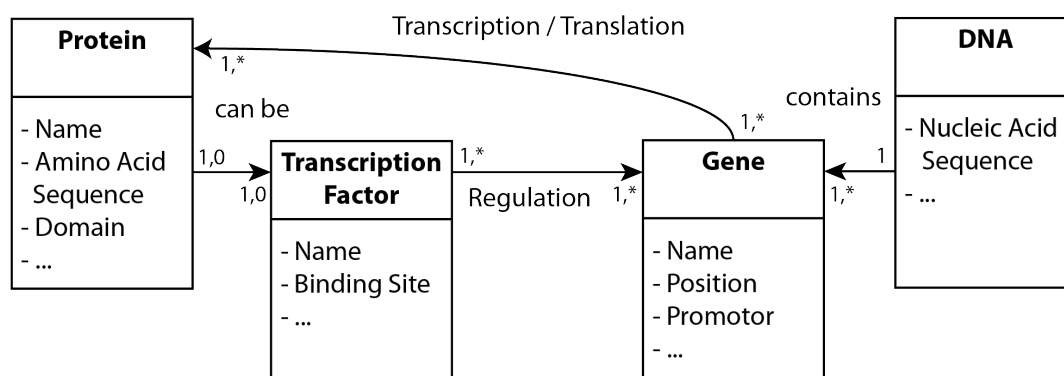 Transcription / Translation
Protein
1,*
- Name
- Amino Acid
Sequence
- Domain
- ...
can be
1,0
1,0
Transcription
Factor
- Name
- Binding Site
- ...
1,*
Regulation
1,*
1,*
Gene
- Name
- Position
- Promotor
- ...
contains
1
1,*
DNA
- Nucleic Acid
Sequence
- ...